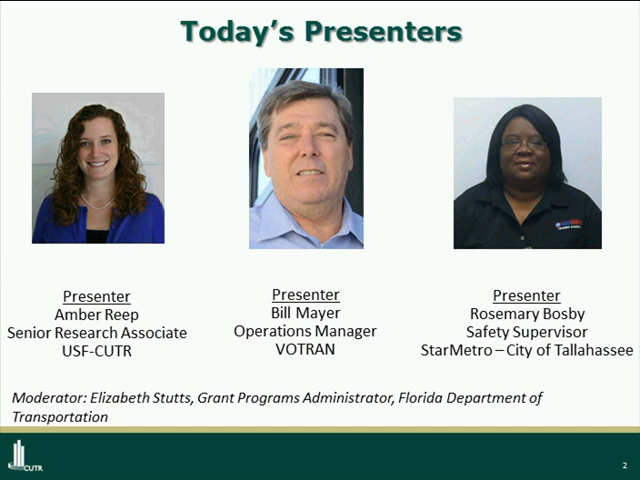 Today's Presenters
Presenter
Amber Reep
Senior Research Associate
USF-CUTR
Presenter
Bill Mayer
Operations Manager
VOTRAN
Presenter
Rosemary Bosby
Safety Supervisor
StarMetro – City of Tallahassee
Moderator: Elizabeth Stutts, Grant Programs Administrator, Florida Department of
Transportation
CUTR
2